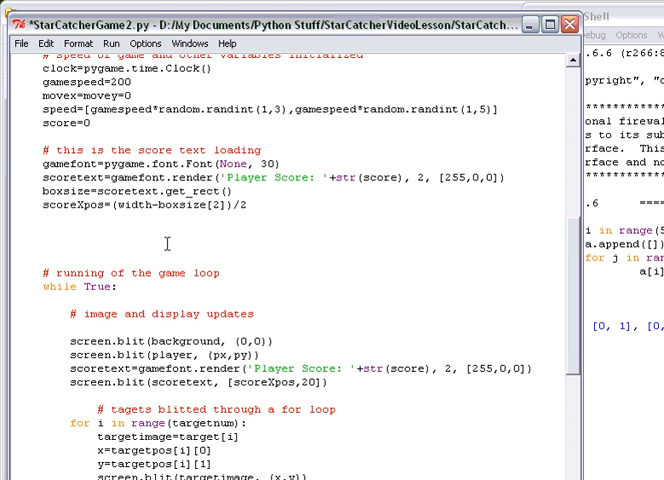 *StarCatcherGame2.py - D:/My Documents/Python Stuff/StarCatcherVideoLesson/StarCatch...
File Edit Format Run Options Windows Help
# speed of game and other variables initialized
clock=pygame.time.Clock()
gamespeed=200
movex=movey=0
speed=[gamespeed*random.randint(1,3),gamespeed*random.randint(1,5)]
score=0
# this is the score text loading
gamefont=pygame.font.Font(None, 30)
scoretext=gamefont.render('Player Score: '+str(score), 2, [255,0,0])
boxsize=scoretext.get_rect()
scoreXpos=(width-boxsize[2])/2
# running of the game loop
while True:
# image and display updates
screen.blit(background, (0,0))
screen.blit(player, (px,py))
scoretext=gamefont.render('Player Score: '+str(score), 2, [255,0,0])
screen.blit(scoretext, [scoreXpos,20])
# tagets blitted through a for loop
for i in range(targetnum):
targetimage=target[i]
x=targetpos[i][0]
y=targetpos[i][1]
screen.blit(targetimage, (x,y))
Shell
ebug Options
.6.6 (r266:8
pyright", "c
************
onal firewal
s to its sub
rface. This
rface and no
************
.6 ====
i in range(5
a.append([])
for j in ran
a[i]
[0, 1], [0,